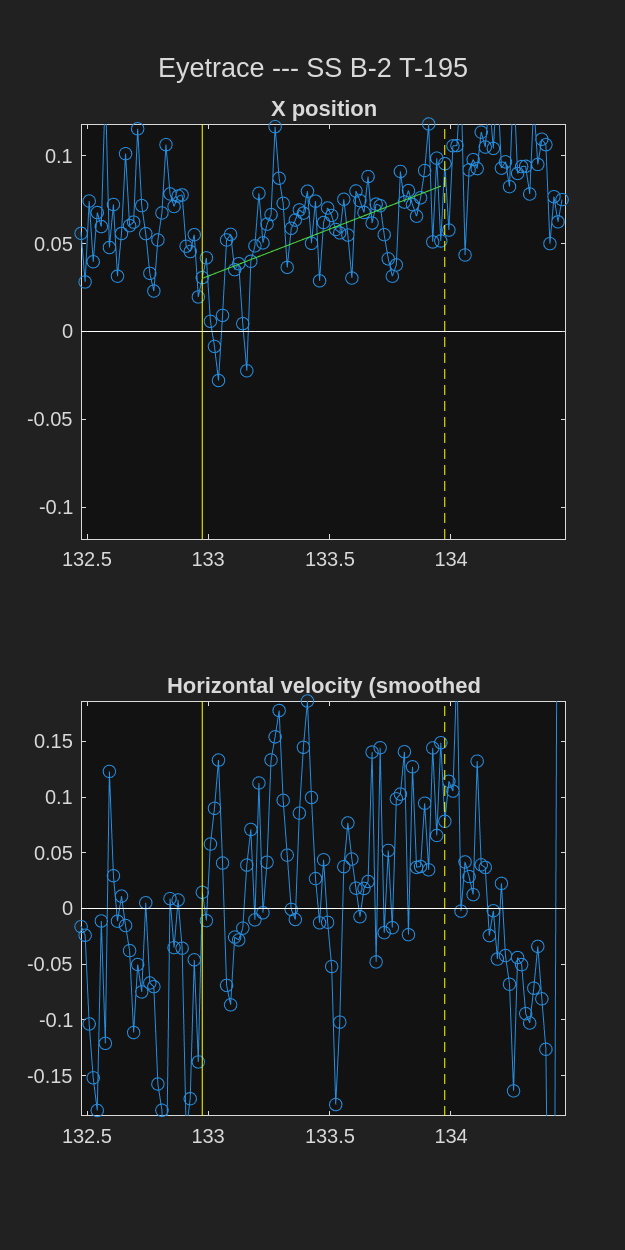 Eyetrace --- SS B-2 T-195
X position
0.1
0.05
0
-0.05
-0.1
132.5 133 133.5 134
Horizontal velocity (smoothed
0.15
0.1
0.05
0
-0.05
-0.1
-0.15
132.5 133 133.5 134